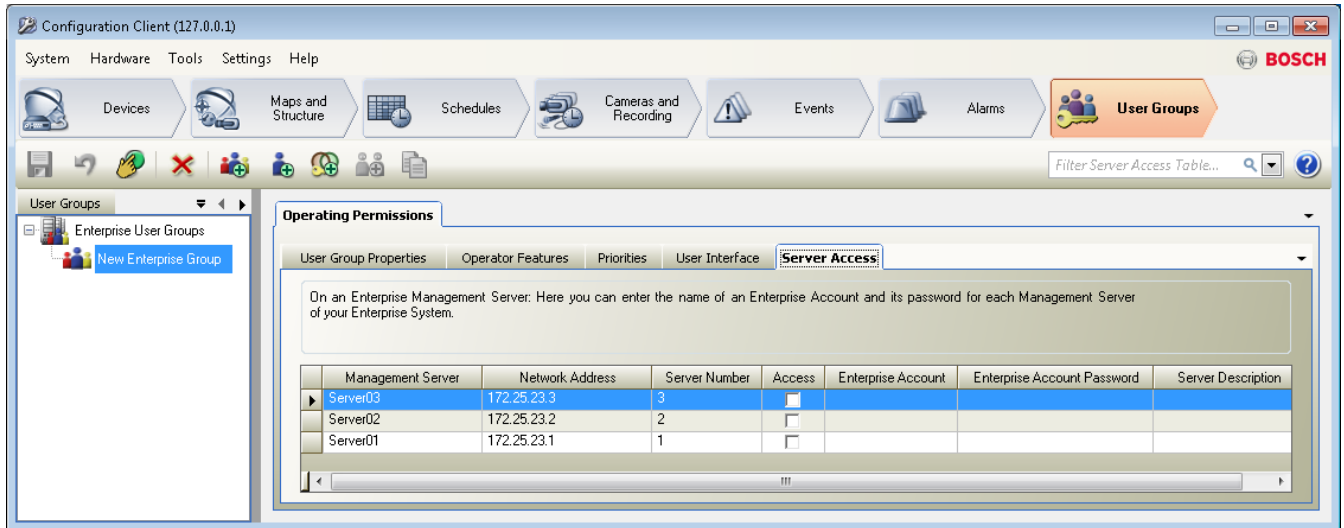 Configuration Client (127.0.0.1)
System Hardware Tools Settings Help
BOSCH
Devices
Maps and Structure
Schedules
Cameras and Recording
Events
Alarms
User Groups
Filter Server Access Table...
User Groups
Enterprise User Groups
New Enterprise Group
Operating Permissions
User Group Properties Operator Features Priorities User Interface Server Access
On an Enterprise Management Server: Here you can enter the name of an Enterprise Account and its password for each Management Server
of your Enterprise System.
Management Server Network Address Server Number Access Enterprise Account Enterprise Account Password Server Description
Server03 172.25.23.3 3
Server02 172.25.23.2 2
Server01 172.25.23.1 1